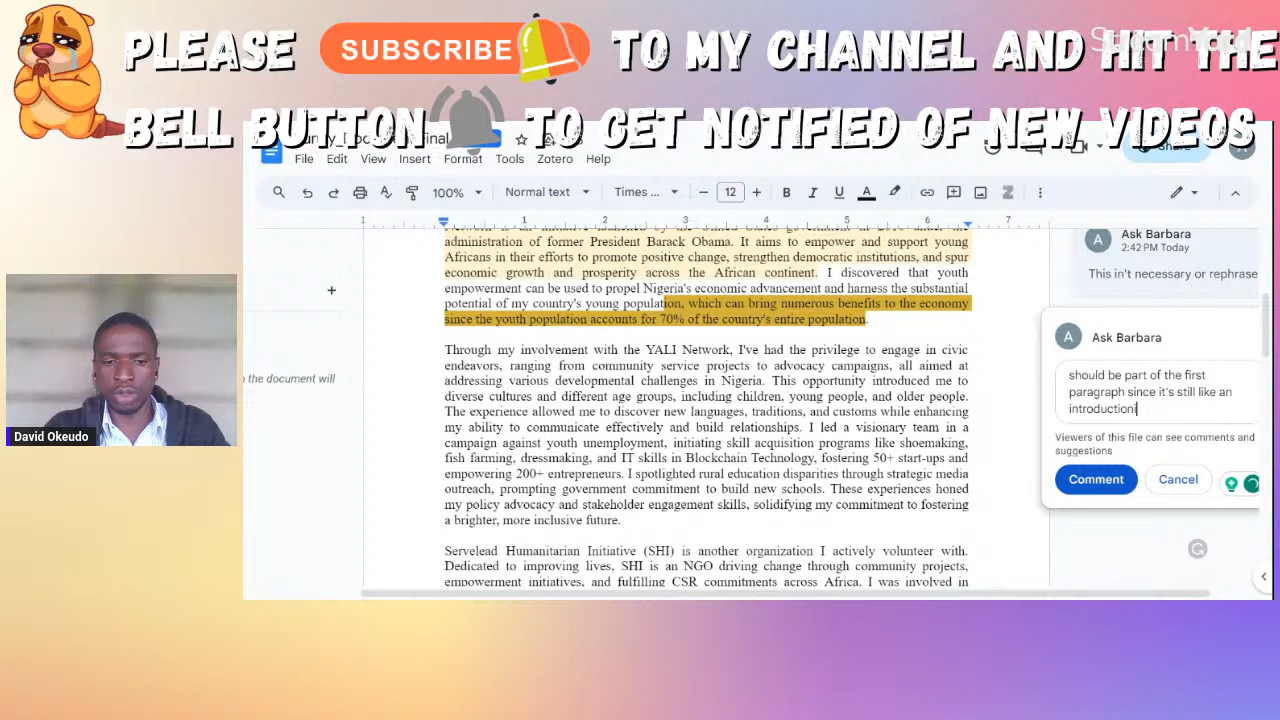 PLEASE SUBSCRIBE TO MY CHANNEL AND HIT THE
BELL BUTTON TO GET NOTIFIED OF NEW VIDEOS
StreamYard
Final
Share
A
File Edit View Insert Format Tools Zotero Help
100% Normal text Times ... 12 B I U A
1 1 2 3 4 5 6 7
administration of former President Barack Obama. It aims to empower and support young
Africans in their efforts to promote positive change, strengthen democratic institutions, and spur
economic growth and prosperity across the African continent. I discovered that youth
empowerment can be used to propel Nigeria's economic advancement and harness the substantial
potential of my country's young population, which can bring numerous benefits to the economy
since the youth population accounts for 70% of the country's entire population.
Through my involvement with the YALI Network, I've had the privilege to engage in civic
endeavors, ranging from community service projects to advocacy campaigns, all aimed at
addressing various developmental challenges in Nigeria. This opportunity introduced me to
diverse cultures and different age groups, including children, young people, and older people.
The experience allowed me to discover new languages, traditions, and customs while enhancing
my ability to communicate effectively and build relationships. I led a visionary team in a
campaign against youth unemployment, initiating skill acquisition programs like shoemaking,
fish farming, dressmaking, and IT skills in Blockchain Technology, fostering 50+ start-ups and
empowering 200+ entrepreneurs. I spotlighted rural education disparities through strategic media
outreach, prompting government commitment to build new schools. These experiences honed
my policy advocacy and stakeholder engagement skills, solidifying my commitment to fostering
a brighter, more inclusive future.
Servelead Humanitarian Initiative (SHI) is another organization I actively volunteer with.
Dedicated to improving lives, SHI is an NGO driving change through community projects,
empowerment initiatives, and fulfilling CSR commitments across Africa. I was involved in
the document will
David Okeudo
A
Ask Barbara
2:42 PM Today
This in't necessary or rephrase
A
Ask Barbara
should be part of the first
paragraph since it's still like an
introduction
Viewers of this file can see comments and
suggestions
Comment Cancel